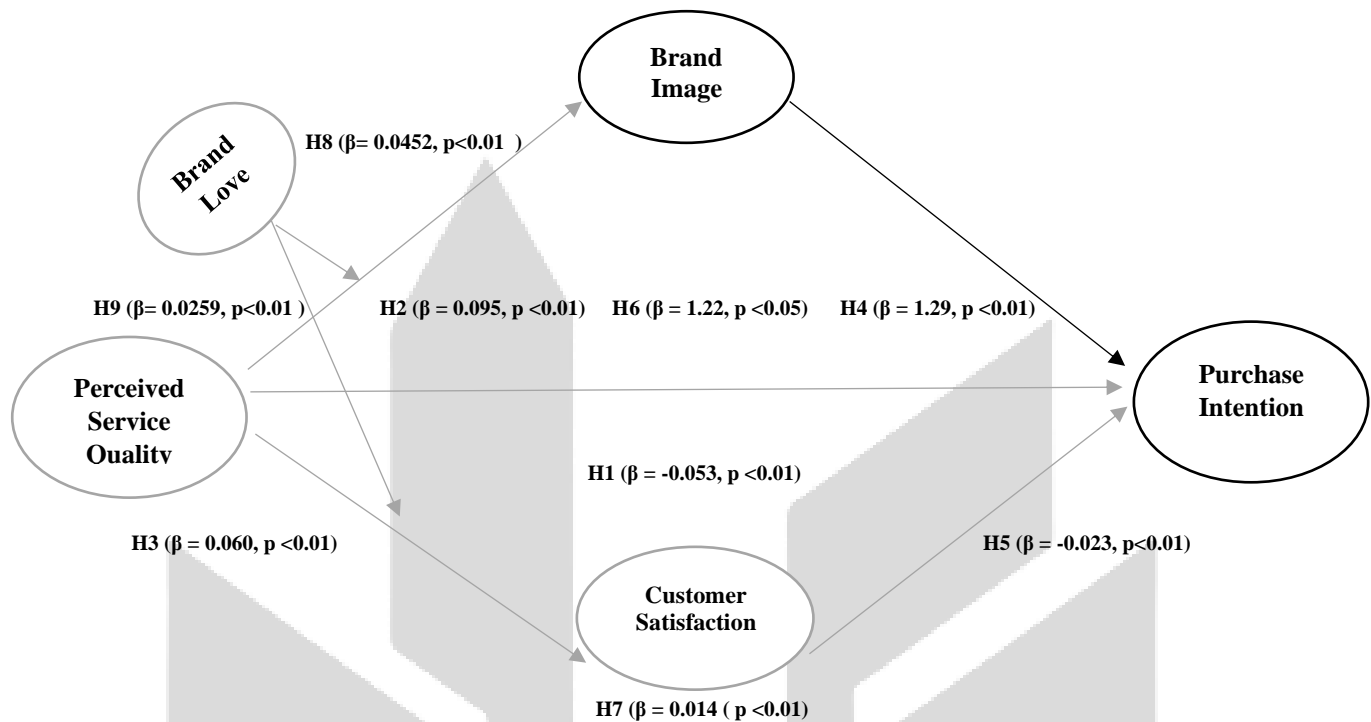 Brand
Image
H8 (β= 0.0452, p<0.01 )
Brand
Love
H9 (β= 0.0259, p<0.01 )
H2 (β = 0.095, p <0.01)
H6 (β = 1.22, p <0.05)
H4 (β = 1.29, p <0.01)
Perceived
Service
Quality
Purchase
Intention
H1 (β = -0.053, p <0.01)
H3 (β = 0.060, p <0.01)
H5 (β = -0.023, p<0.01)
Customer
Satisfaction
H7 (β = 0.014 ( p <0.01)